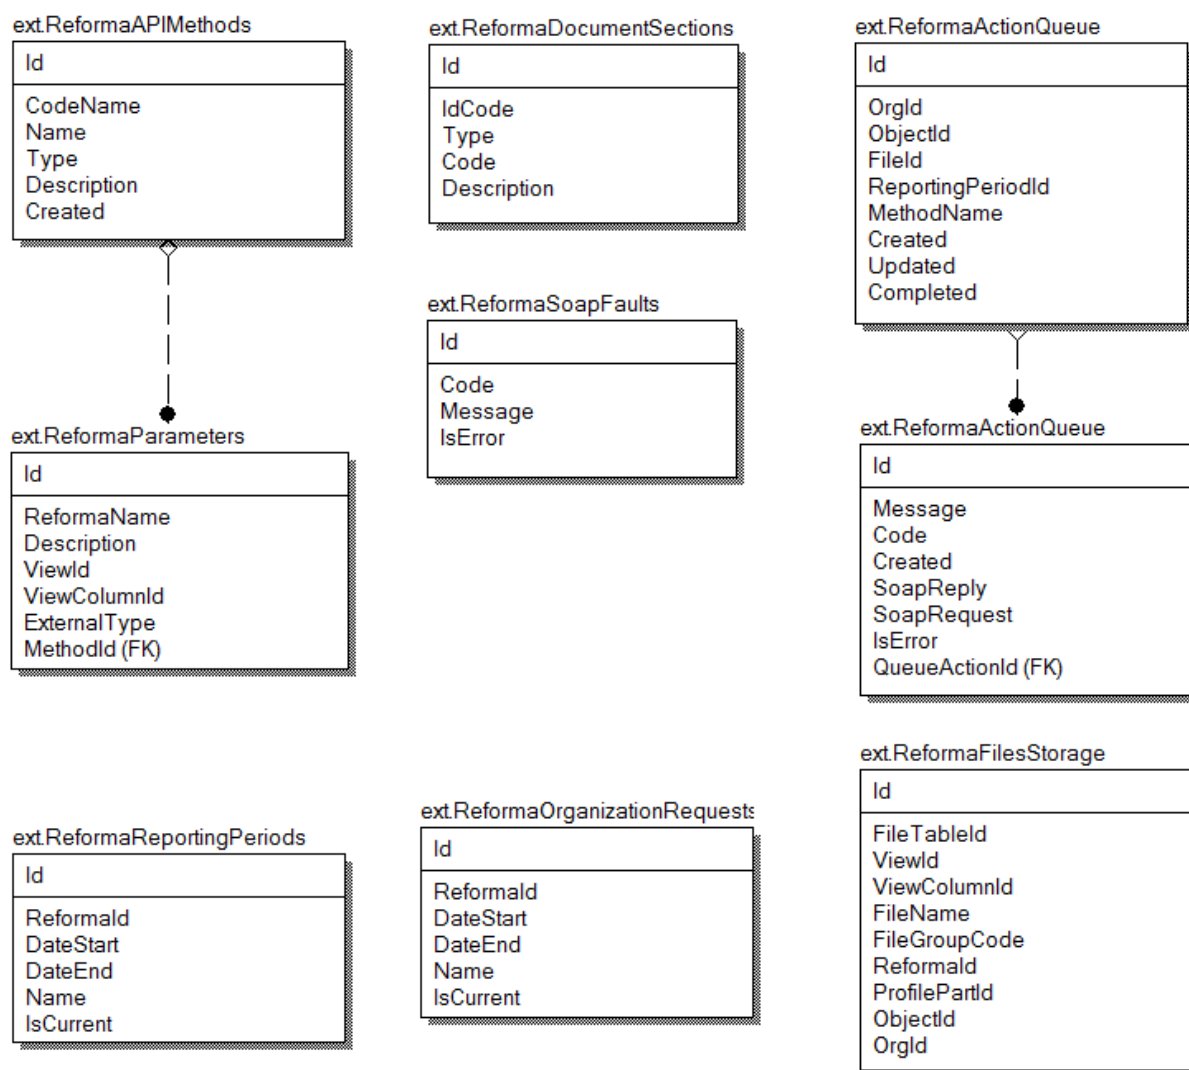 ext.ReformaAPIMethods
Id
CodeName
Name
Type
Description
Created
ext.ReformaDocumentSections
Id
IdCode
Type
Code
Description
ext.ReformaActionQueue
Id
OrgId
ObjectId
FileId
ReportingPeriodId
MethodName
Created
Updated
Completed
ext.ReformaSoapFaults
Id
Code
Message
IsError
ext.ReformaParameters
Id
ReformaName
Description
ViewId
ViewColumnId
ExternalType
MethodId (FK)
ext.ReformaActionQueue
Id
Message
Code
Created
SoapReply
SoapRequest
IsError
QueueActionId (FK)
ext.ReformaReportingPeriods
Id
ReformaId
DateStart
DateEnd
Name
IsCurrent
ext.ReformaOrganizationRequests
Id
ReformaId
DateStart
DateEnd
Name
IsCurrent
ext.ReformaFilesStorage
Id
FileTableId
ViewId
ViewColumnId
FileName
FileGroupCode
ReformaId
ProfilePartId
ObjectId
OrgId